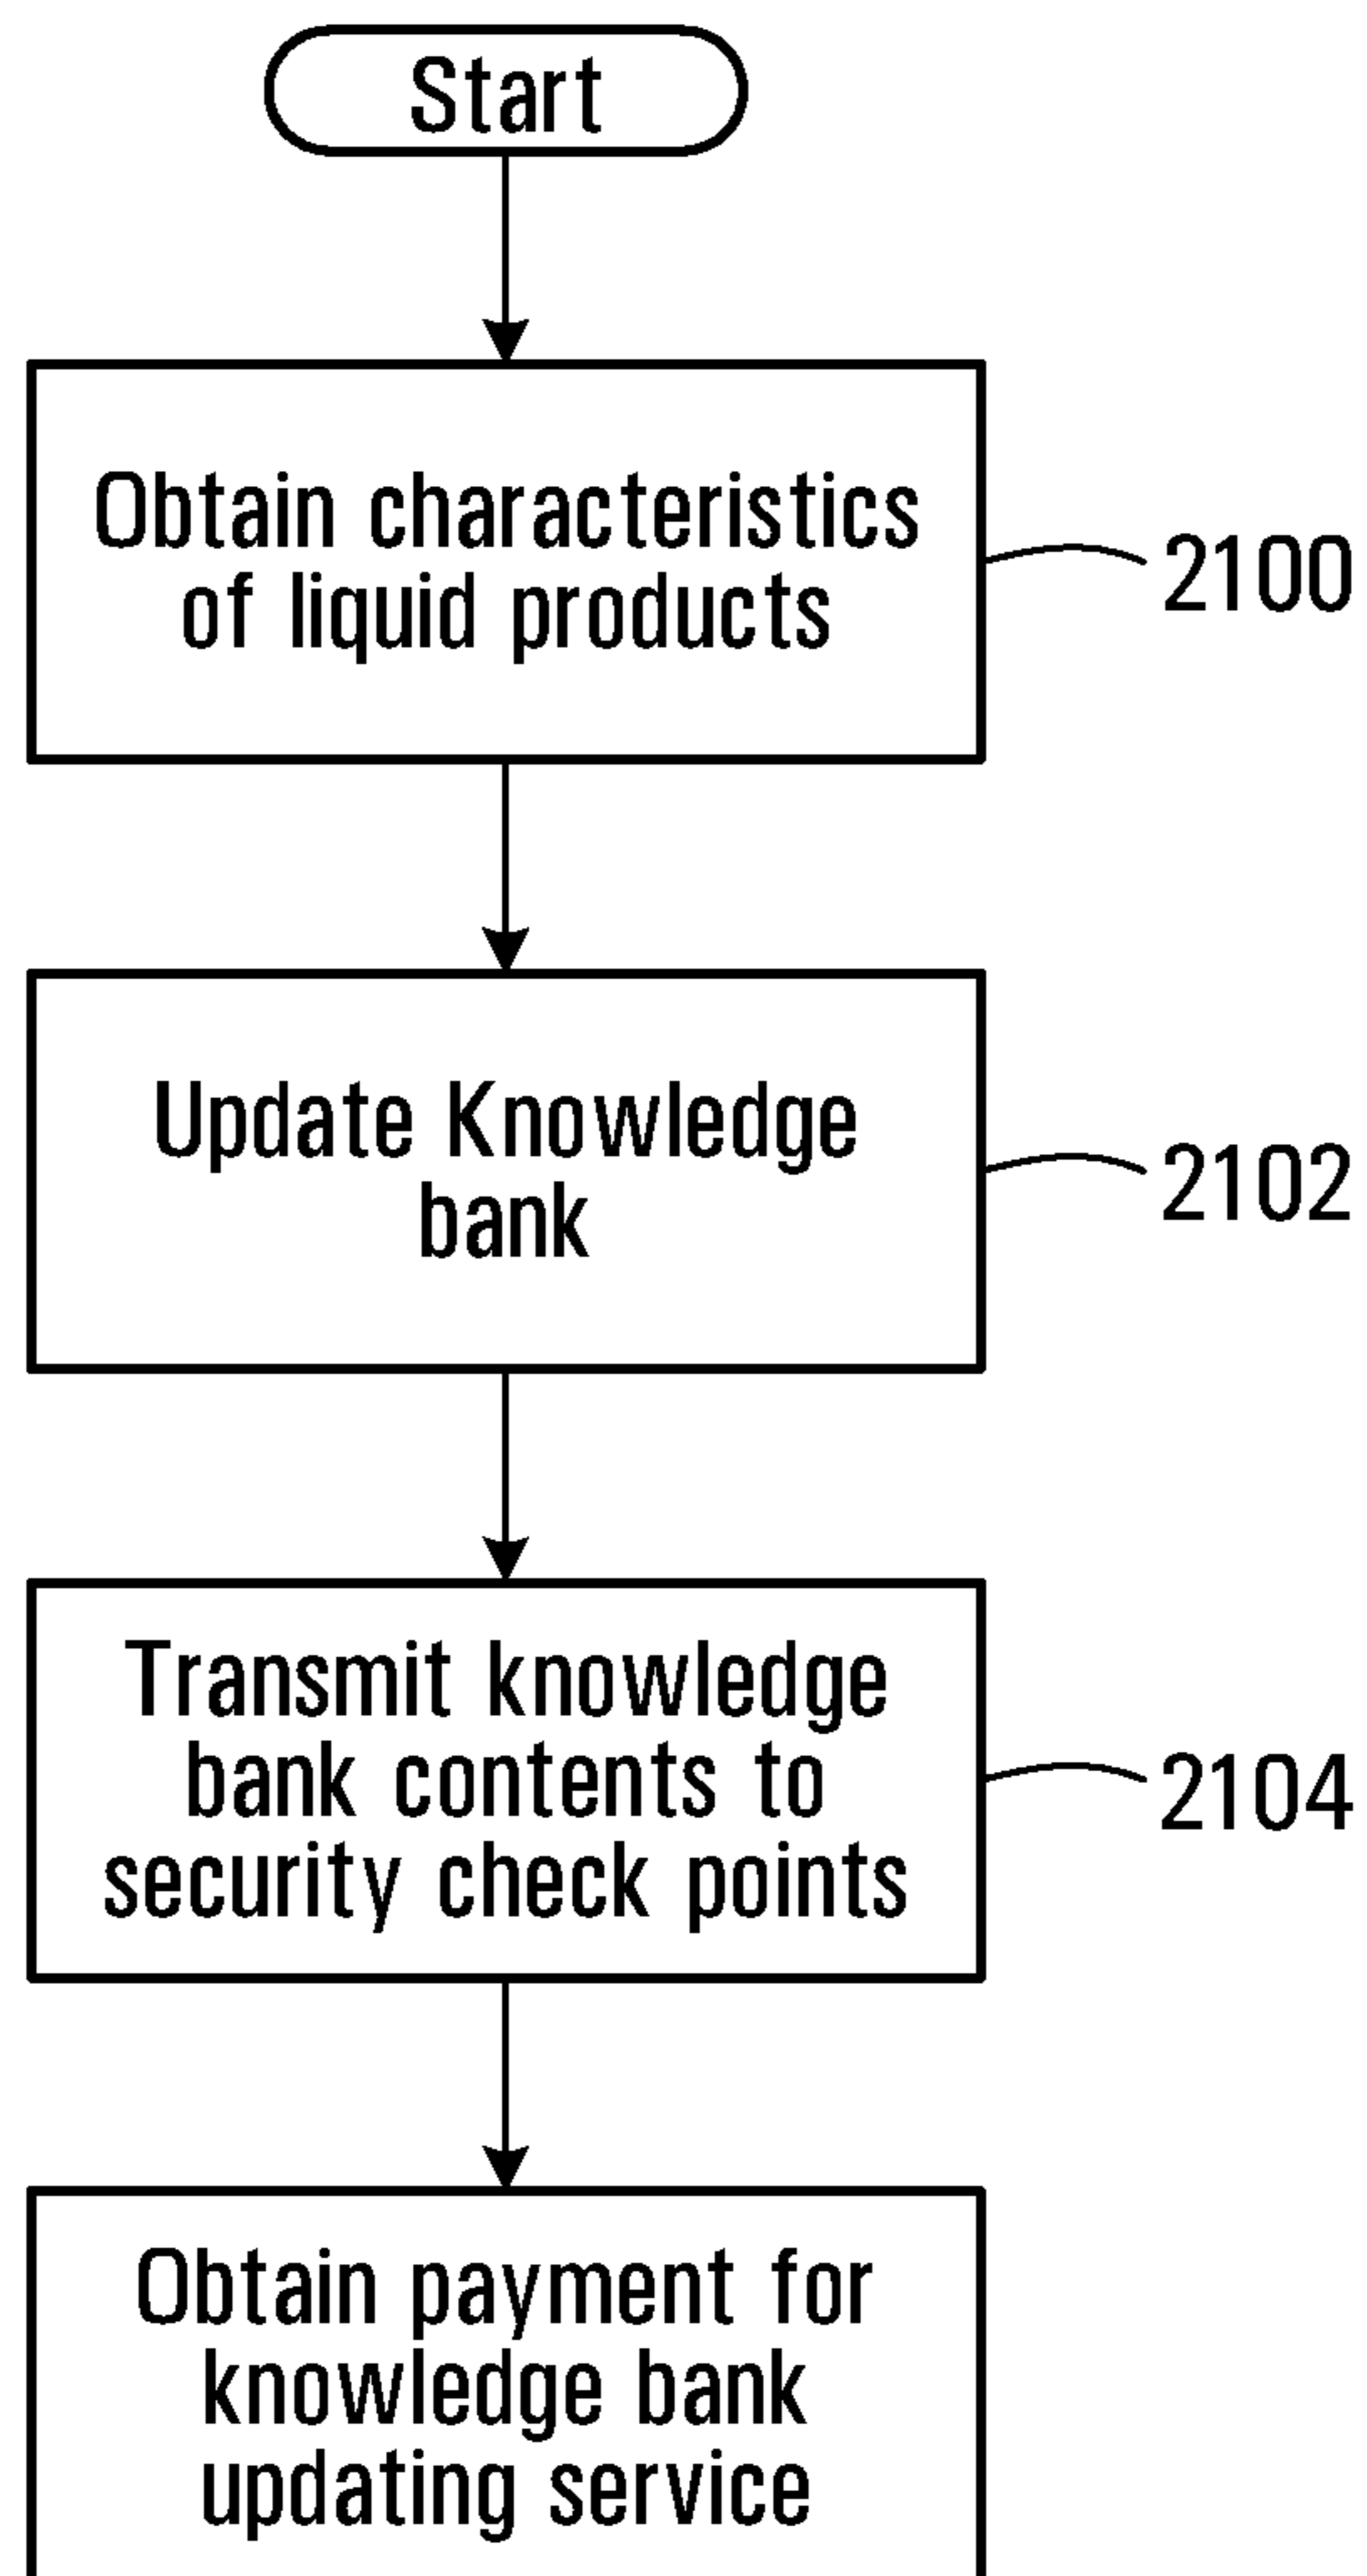 Start
Obtain characteristics
of liquid products
2100
Update Knowledge
bank
2102
Transmit knowledge
bank contents to
security check points
2104
Obtain payment for
knowledge bank
updating service